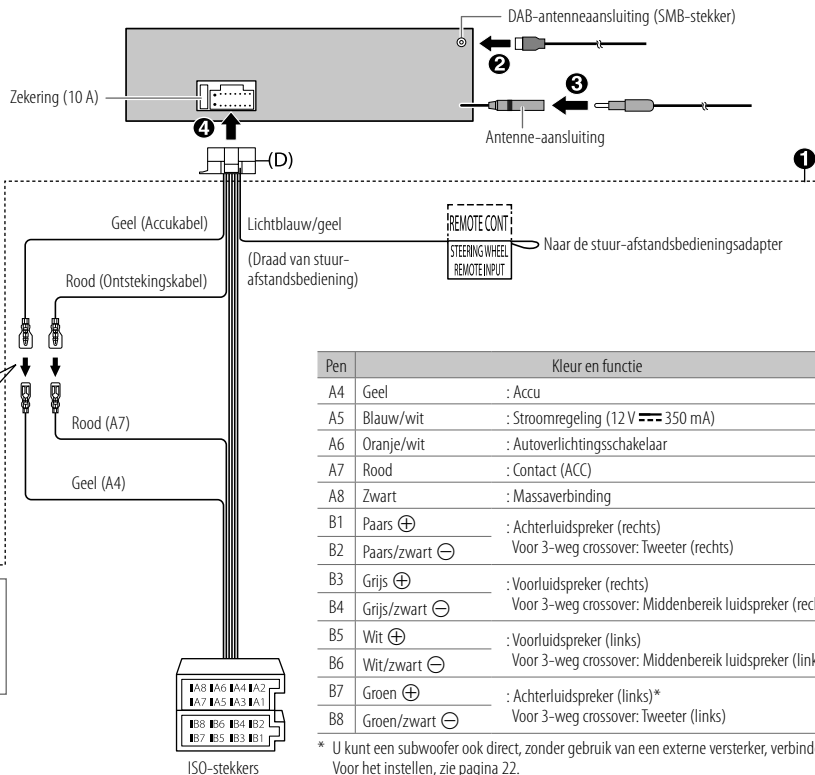 DAB-antenneaansluiting (SMB-stekker)
2
Zekering (10 A)
3
4
Antenne-aansluiting
(D)
1
Geel (Accukabel)
Lichtblauw/geel
(Draad van stuur-
afstandsbediening)
REMOTE CONT
STEERING WHEEL
REMOTE INPUT
Naar de stuur-afstandsbedieningsadapter
Rood (Ontstekingskabel)
Rood (A7)
Geel (A4)
Pen Kleur en functie
A4 Geel : Accu
A5 Blauw/wit : Stroomregeling (12 V ⎓ 350 mA)
A6 Oranje/wit : Autoverlichtingsschakelaar
A7 Rood : Contact (ACC)
A8 Zwart : Massaverbinding
B1 Paars ⊕ : Achterluidspreker (rechts)
B2 Paars/zwart ⊖ Voor 3-weg crossover: Tweeter (rechts)
B3 Grijs ⊕ : Voorluidspreker (rechts)
B4 Grijs/zwart ⊖ Voor 3-weg crossover: Middenbereik luidspreker
B5 Wit ⊕ : Voorluidspreker (links)
B6 Wit/zwart ⊖ Voor 3-weg crossover: Middenbereik luidspreker
B7 Groen ⊕ : Achterluidspreker (links)*
B8 Groen/zwart ⊖ Voor 3-weg crossover: Tweeter (links)
* U kunt een subwoofer ook direct, zonder gebruik van een externe versterker,
Voor het instellen, zie pagina 22.
A8 A6 A4 A2
A7 A5 A3 A1
B8 B6 B4 B2
B7 B5 B3 B1
ISO-stekkers